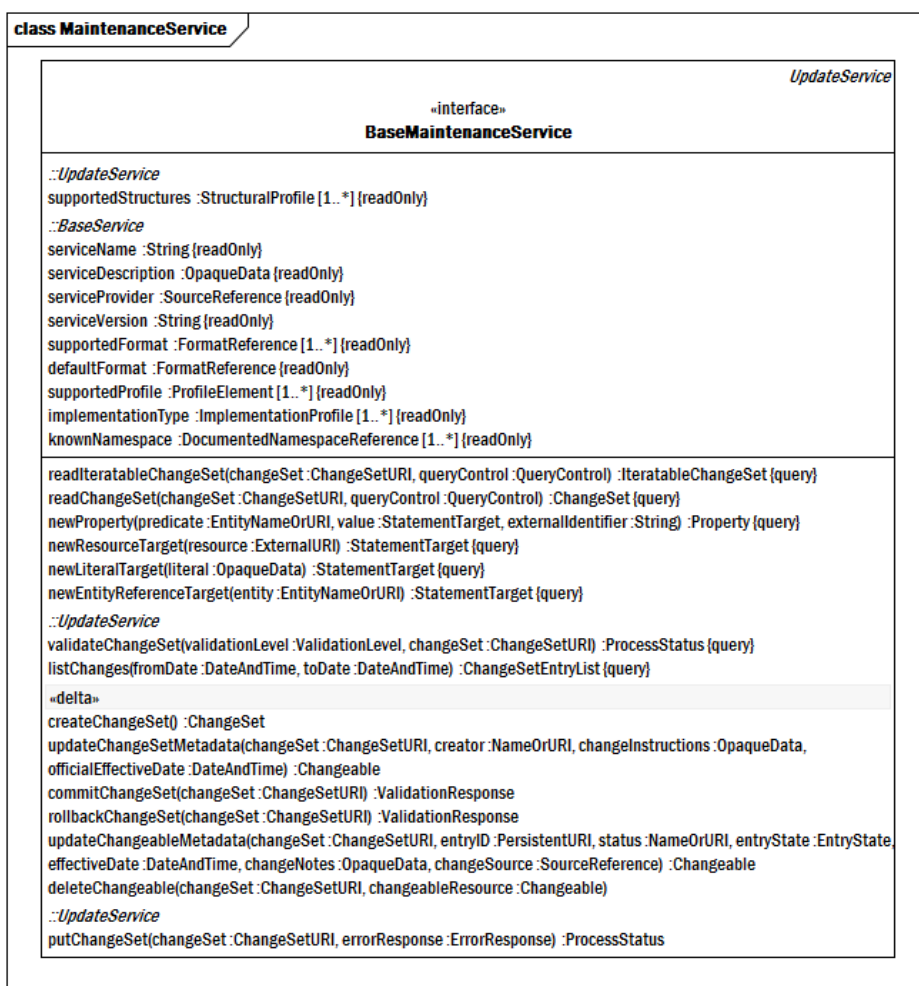 class MaintenanceService
UpdateService
«interface»
BaseMaintenanceService
::UpdateService
supportedStructures :StructuralProfile [1..*] {readOnly}
::BaseService
serviceName :String {readOnly}
serviceDescription :OpaqueData {readOnly}
serviceProvider :SourceReference {readOnly}
serviceVersion :String {readOnly}
supportedFormat :FormatReference [1..*] {readOnly}
defaultFormat :FormatReference {readOnly}
supportedProfile :ProfileElement [1..*] {readOnly}
implementationType :ImplementationProfile [1..*] {readOnly}
knownNamespace :DocumentedNamespaceReference [1..*] {readOnly}
readIteratableChangeSet(changeSet :ChangeSetURI, queryControl :QueryControl) :IteratableChangeSet {query}
readChangeSet(changeSet :ChangeSetURI, queryControl :QueryControl) :ChangeSet {query}
newProperty(predicate :EntityNameOrURI, value :StatementTarget, externalIdentifier :String) :Property {query}
newResourceTarget(resource :ExternalURI) :StatementTarget {query}
newLiteralTarget(literal :OpaqueData) :StatementTarget {query}
newEntityReferenceTarget(entity :EntityNameOrURI) :StatementTarget {query}
::UpdateService
validateChangeSet(validationLevel :ValidationLevel, changeSet :ChangeSetURI) :ProcessStatus {query}
listChanges(fromDate :DateAndTime, toDate :DateAndTime) :ChangeSetEntryList {query}
«delta»
createChangeSet() :ChangeSet
updateChangeSetMetadata(changeSet :ChangeSetURI, creator :NameOrURI, changeInstructions :OpaqueData,
officialEffectiveDate :DateAndTime) :Changeable
commitChangeSet(changeSet :ChangeSetURI) :ValidationResponse
rollbackChangeSet(changeSet :ChangeSetURI) :ValidationResponse
updateChangeableMetadata(changeSet :ChangeSetURI, entryID :PersistentURI, status :NameOrURI, entryState :EntryState,
effectiveDate :DateAndTime, changeNotes :OpaqueData, changeSource :SourceReference) :Changeable
deleteChangeable(changeSet :ChangeSetURI, changeableResource :Changeable)
::UpdateService
putChangeSet(changeSet :ChangeSetURI, errorResponse :ErrorResponse) :ProcessStatus